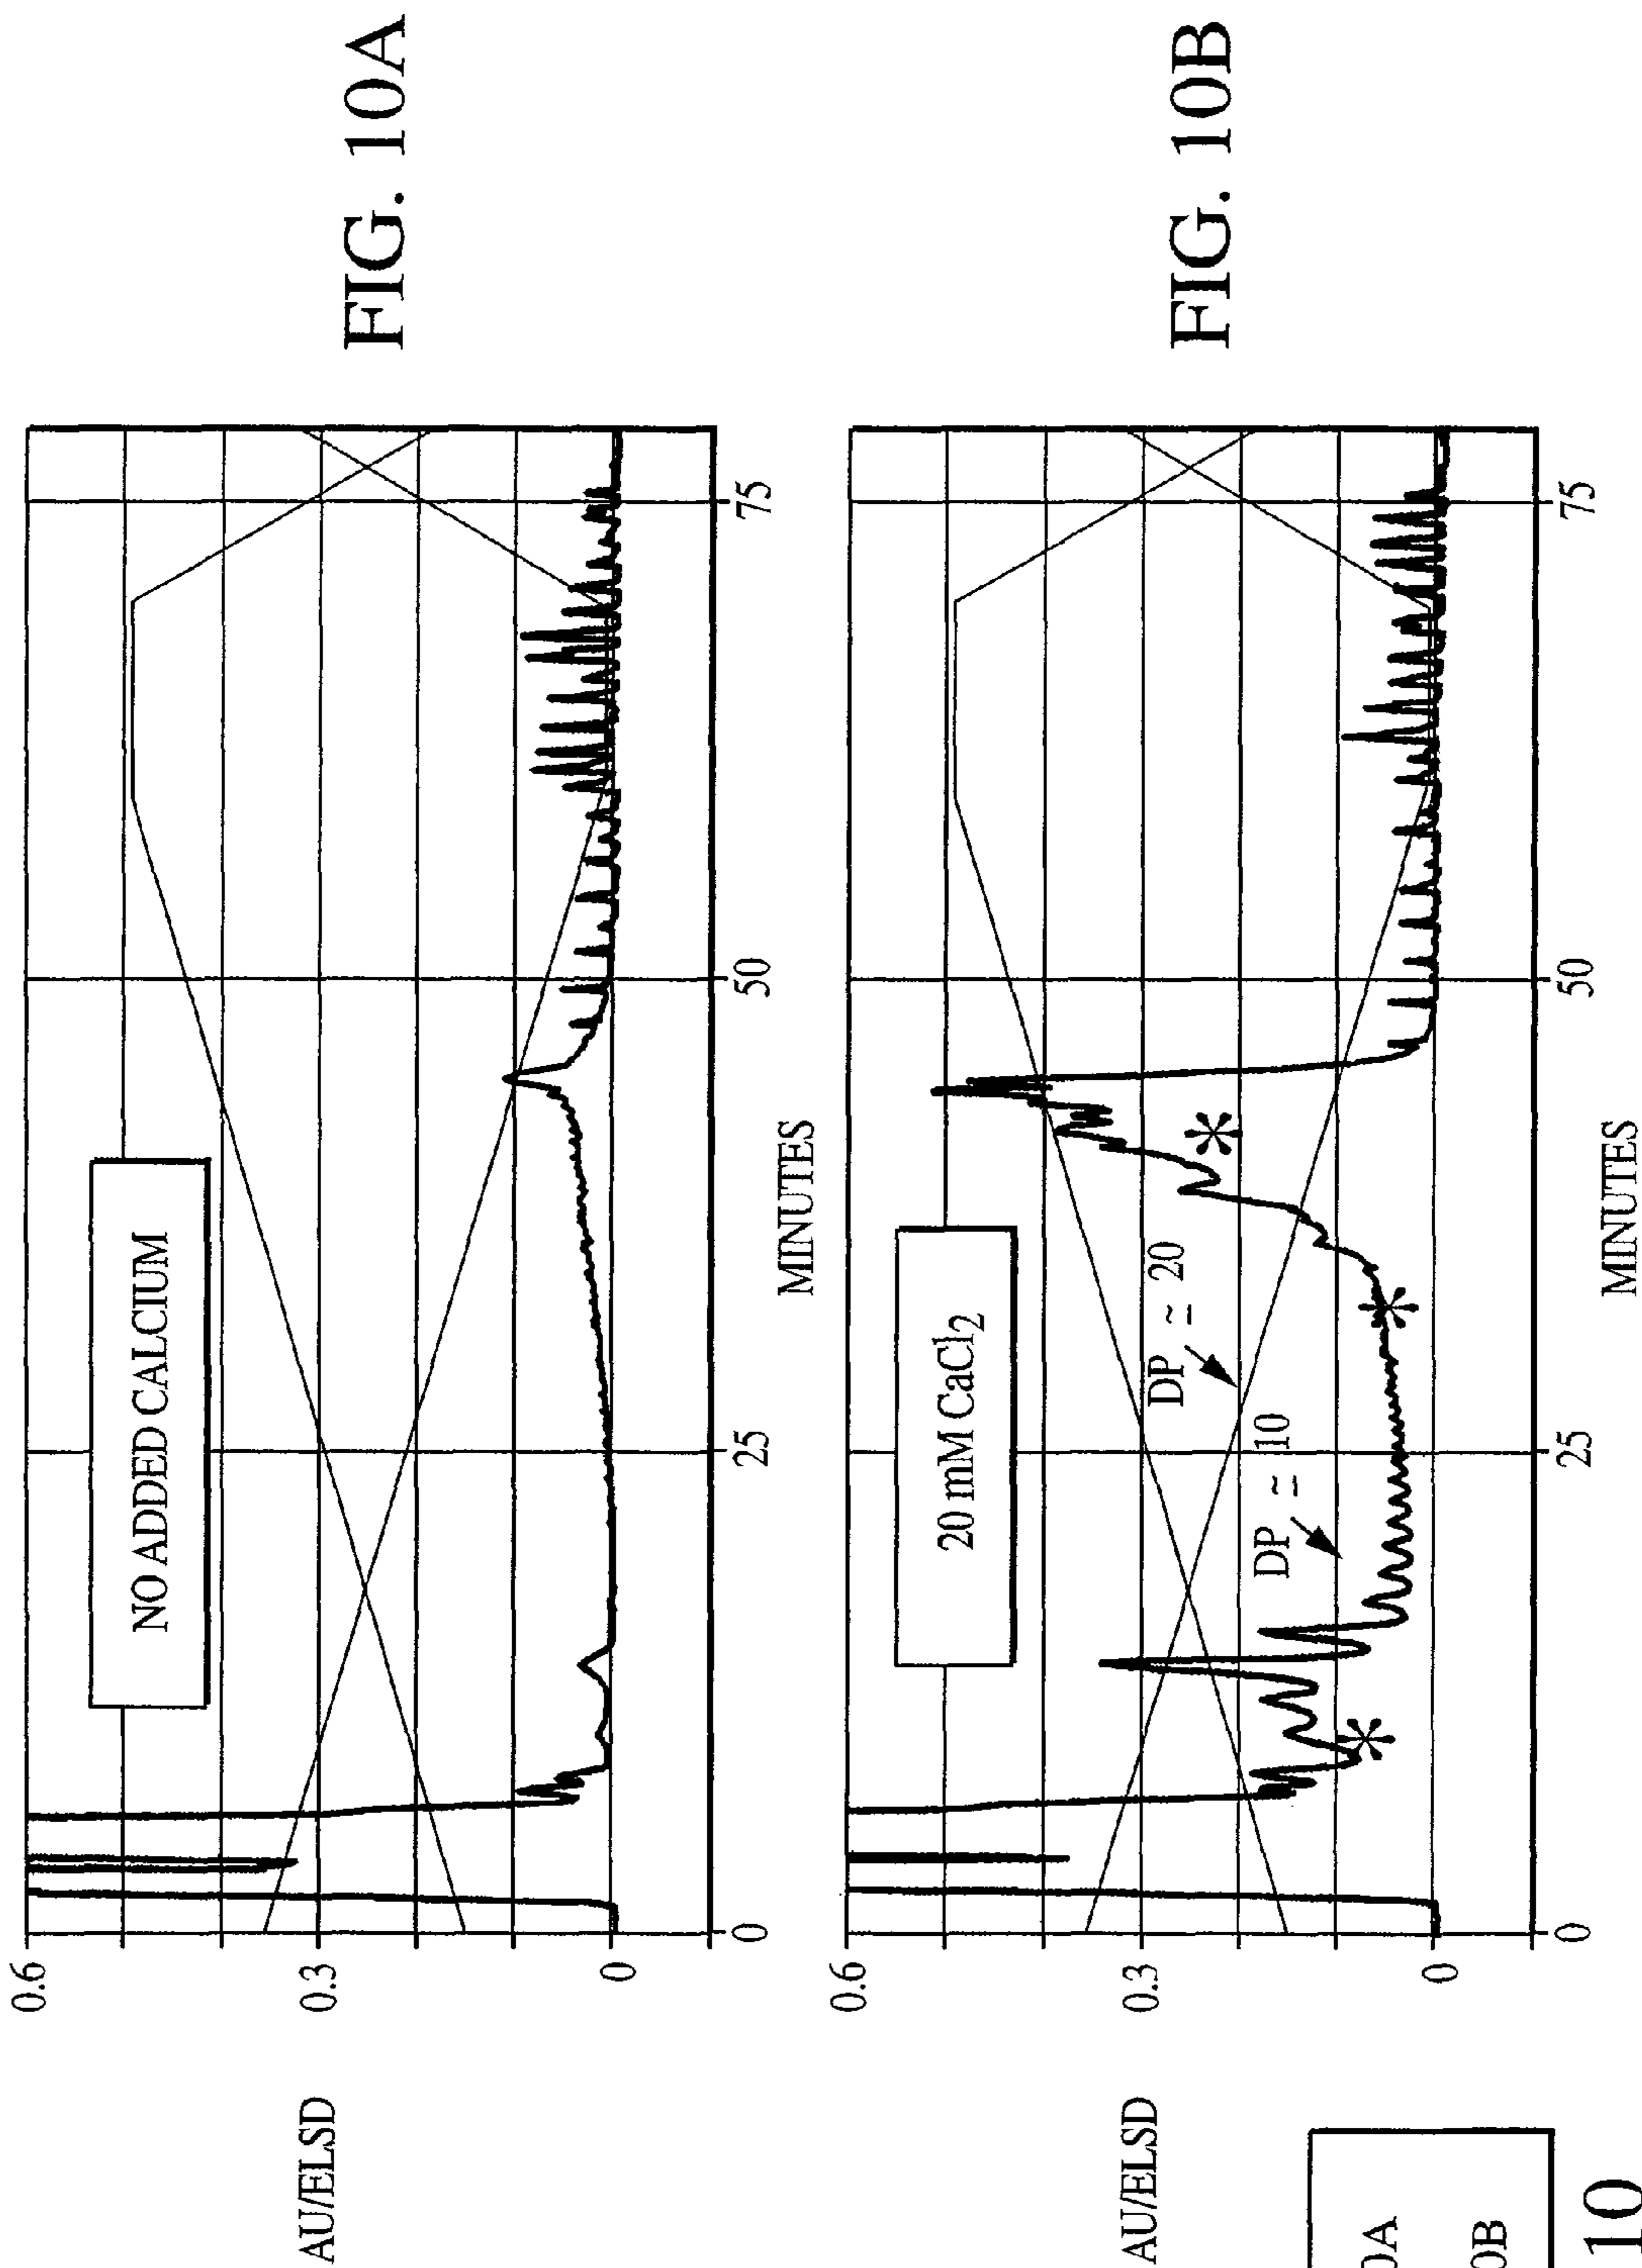 FIG. 10A
NO ADDED CALCIUM
0.6
0.3
0
AU/ELSD
0
25
50
75
MINUTES
FIG. 10B
20 mM CaCl2
DP ≃ 20
DP ≃ 10
*
*
*
0.6
0.3
0
AU/ELSD
0
25
50
75
MINUTES
0A
0B
10